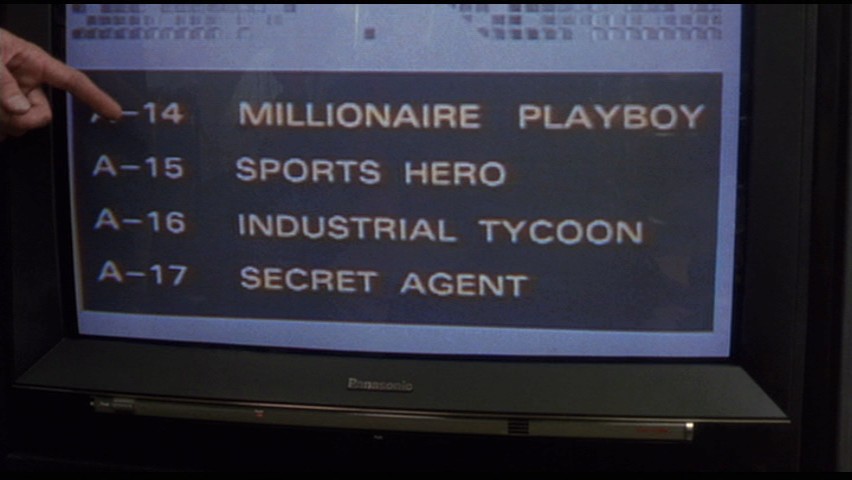 A-14 MILLIONAIRE PLAYBOY
A-15 SPORTS HERO
A-16 INDUSTRIAL TYCOON
A-17 SECRET AGENT
Panasonic